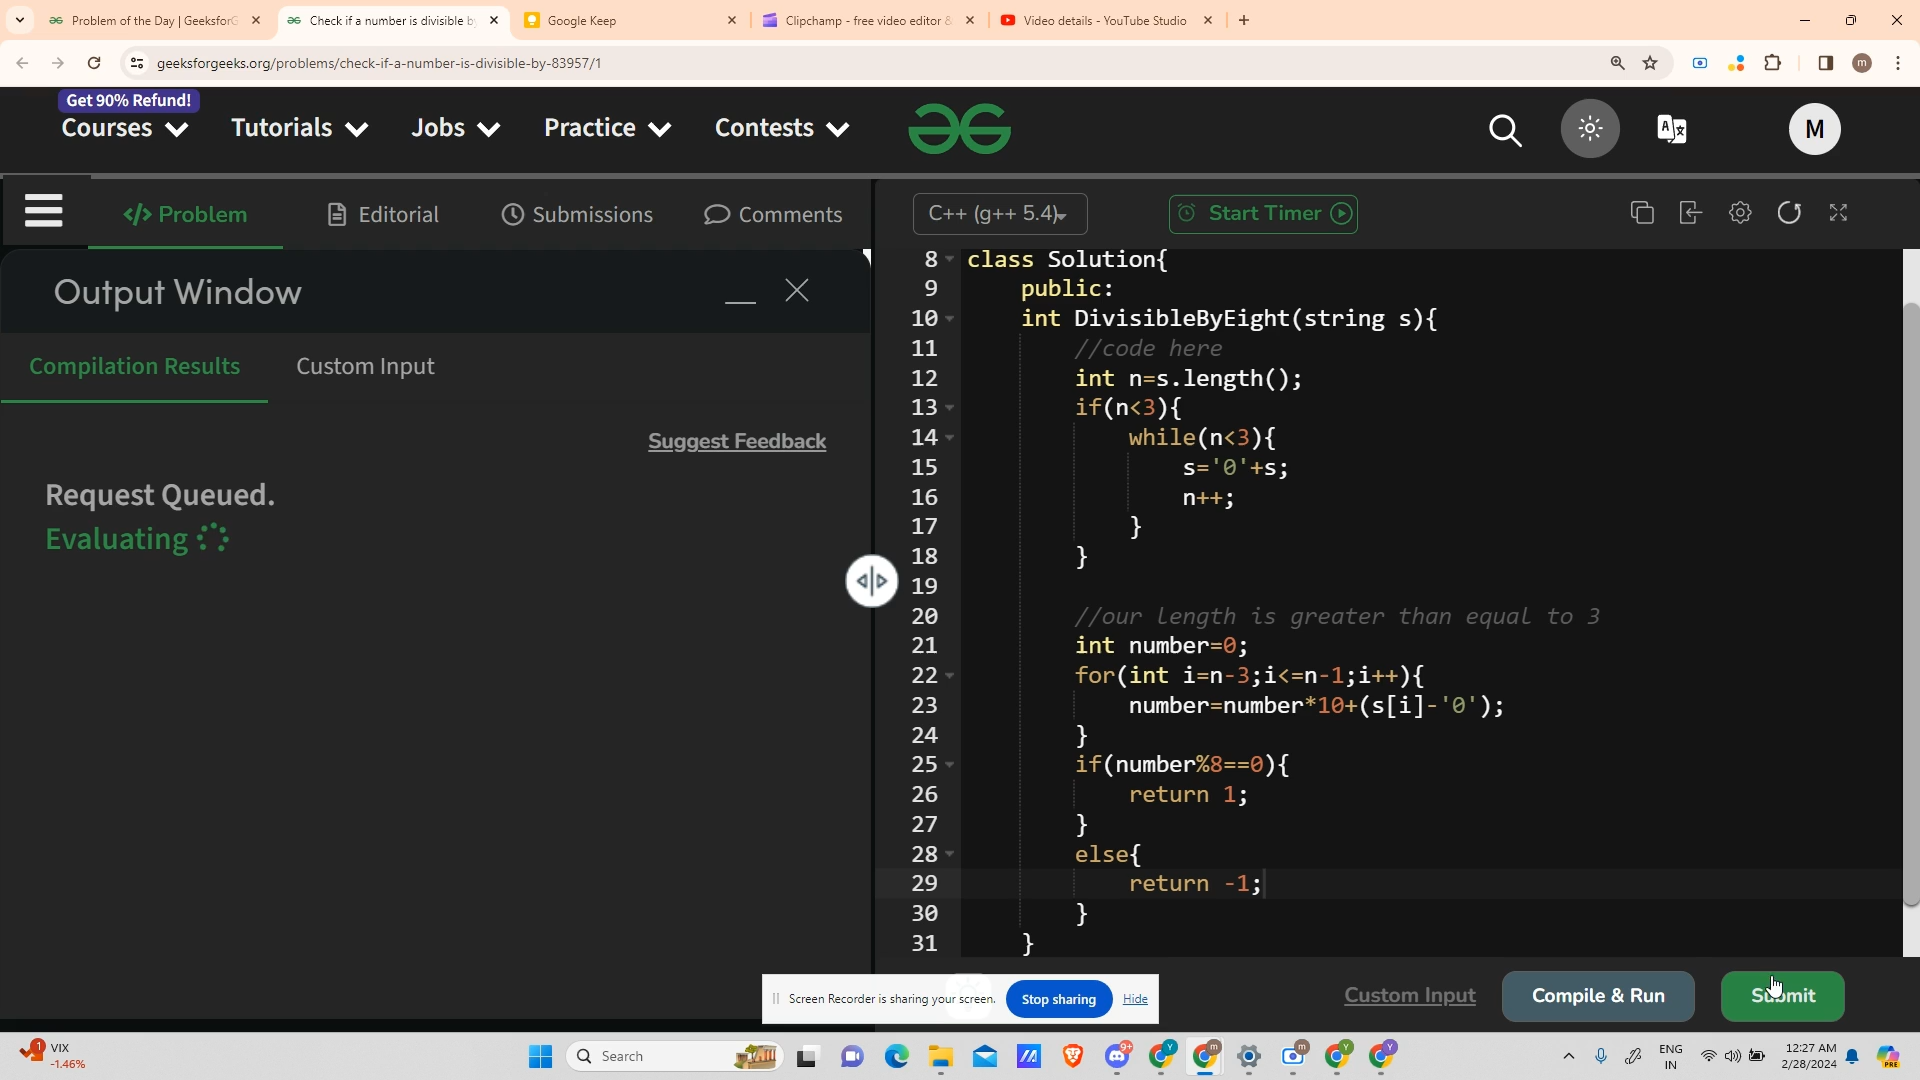 Problem of the Day | GeeksforG
Check if a number is divisible b
Google Keep
Clipchamp - free video editor &
Video details - YouTube Studio
geeksforgeeks.org/problems/check-if-a-number-is-divisible-by-83957/1
m
Get 90% Refund!
Courses
Tutorials
Jobs
Practice
Contests
M
</> Problem
Editorial
Submissions
Comments
C++ (g++ 5.4)
Start Timer
Output Window
Compilation Results
Custom Input
Suggest Feedback
Request Queued.
Evaluating
8 class Solution{
9 public:
10 int DivisibleByEight(string s){
11 //code here
12 int n=s.length();
13 if(n<3){
14 while(n<3){
15 s='0'+s;
16 n++;
17 }
18 }
19
20 //our length is greater than equal to 3
21 int number=0;
22 for(int i=n-3;i<=n-1;i++){
23 number=number*10+(s[i]-'0');
24 }
25 if(number%8==0){
26 return 1;
27 }
28 else{
29 return -1;
30 }
31 }
Screen Recorder is sharing your screen.
Stop sharing
Hide
Custom Input
Compile & Run
Submit
1
VIX
-1.46%
Search
9+
Y
m
m
Y
Y
ENG
IN
12:27 AM
2/28/2024
PRE